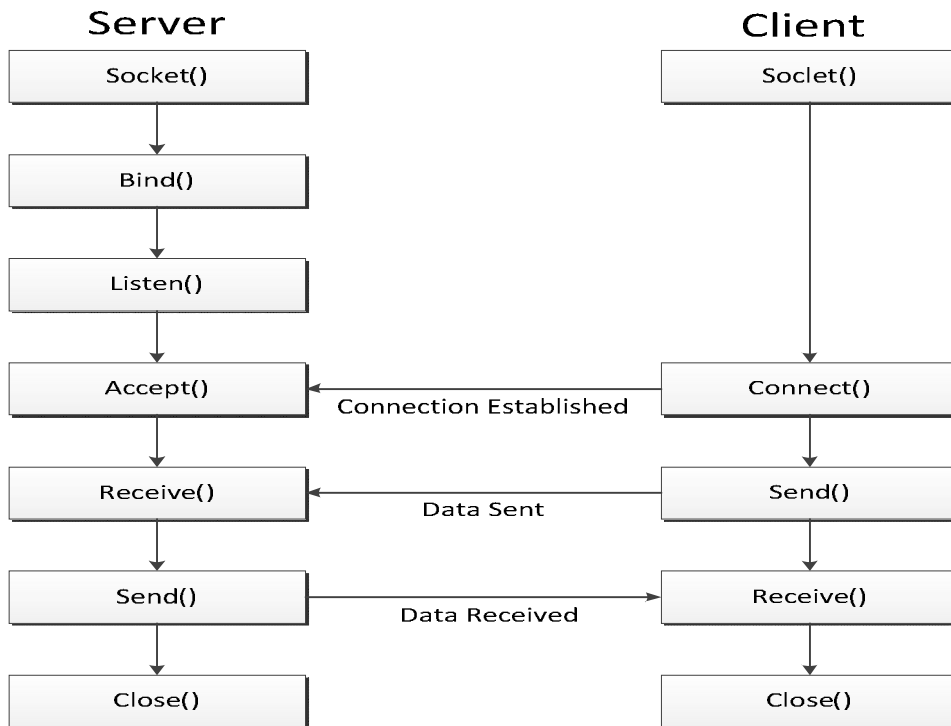 Server
Client
Socket()
Soclet()
Bind()
Listen()
Accept()
Connection Established
Connect()
Receive()
Data Sent
Send()
Send()
Data Received
Receive()
Close()
Close()